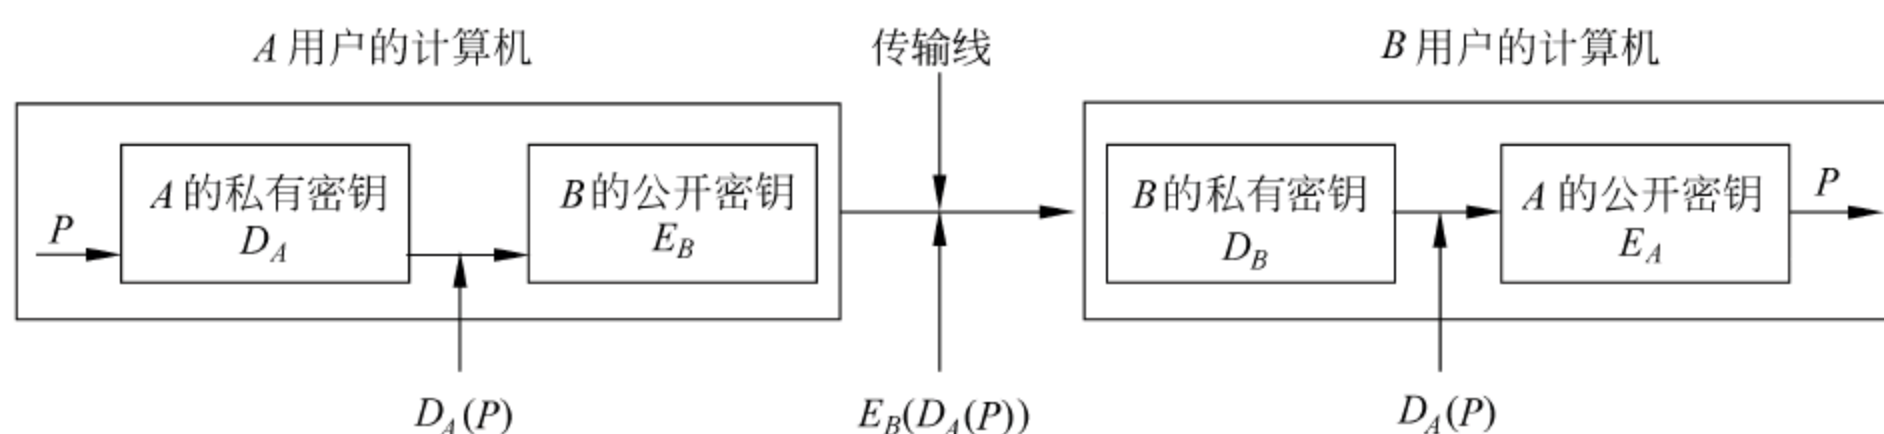 A 用户的计算机
传输线
B 用户的计算机
P
A 的私有密钥
D_A
B的公开密钥
E_B
B的私有密钥
D_B
A 的公开密钥
E_A
P
D_A(P)
E_B(D_A(P))
D_A(P)